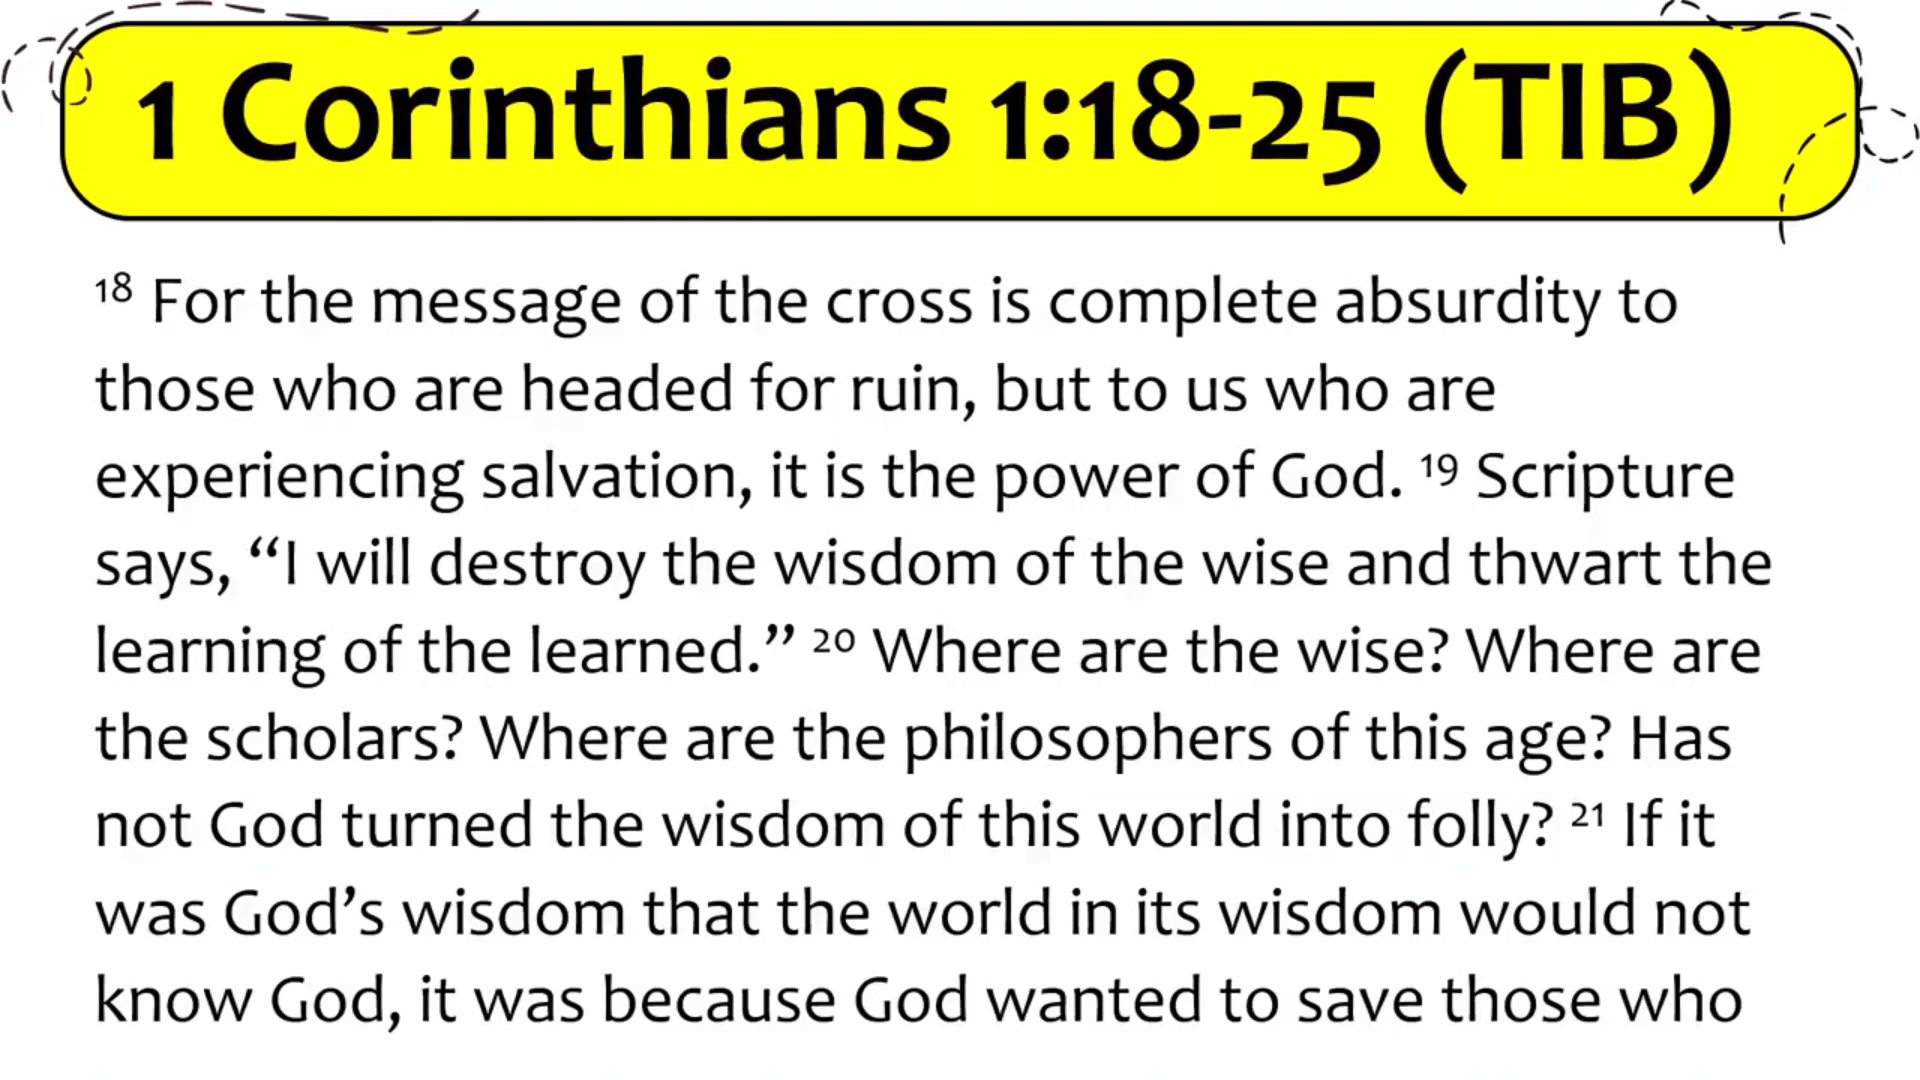 1 Corinthians 1:18-25 (TIB)
18 For the message of the cross is complete absurdity to
those who are headed for ruin, but to us who are
experiencing salvation, it is the power of God. 19 Scripture
says, “I will destroy the wisdom of the wise and thwart the
learning of the learned.” 20 Where are the wise? Where are
the scholars? Where are the philosophers of this age? Has
not God turned the wisdom of this world into folly? 21 If it
was God’s wisdom that the world in its wisdom would not
know God, it was because God wanted to save those who